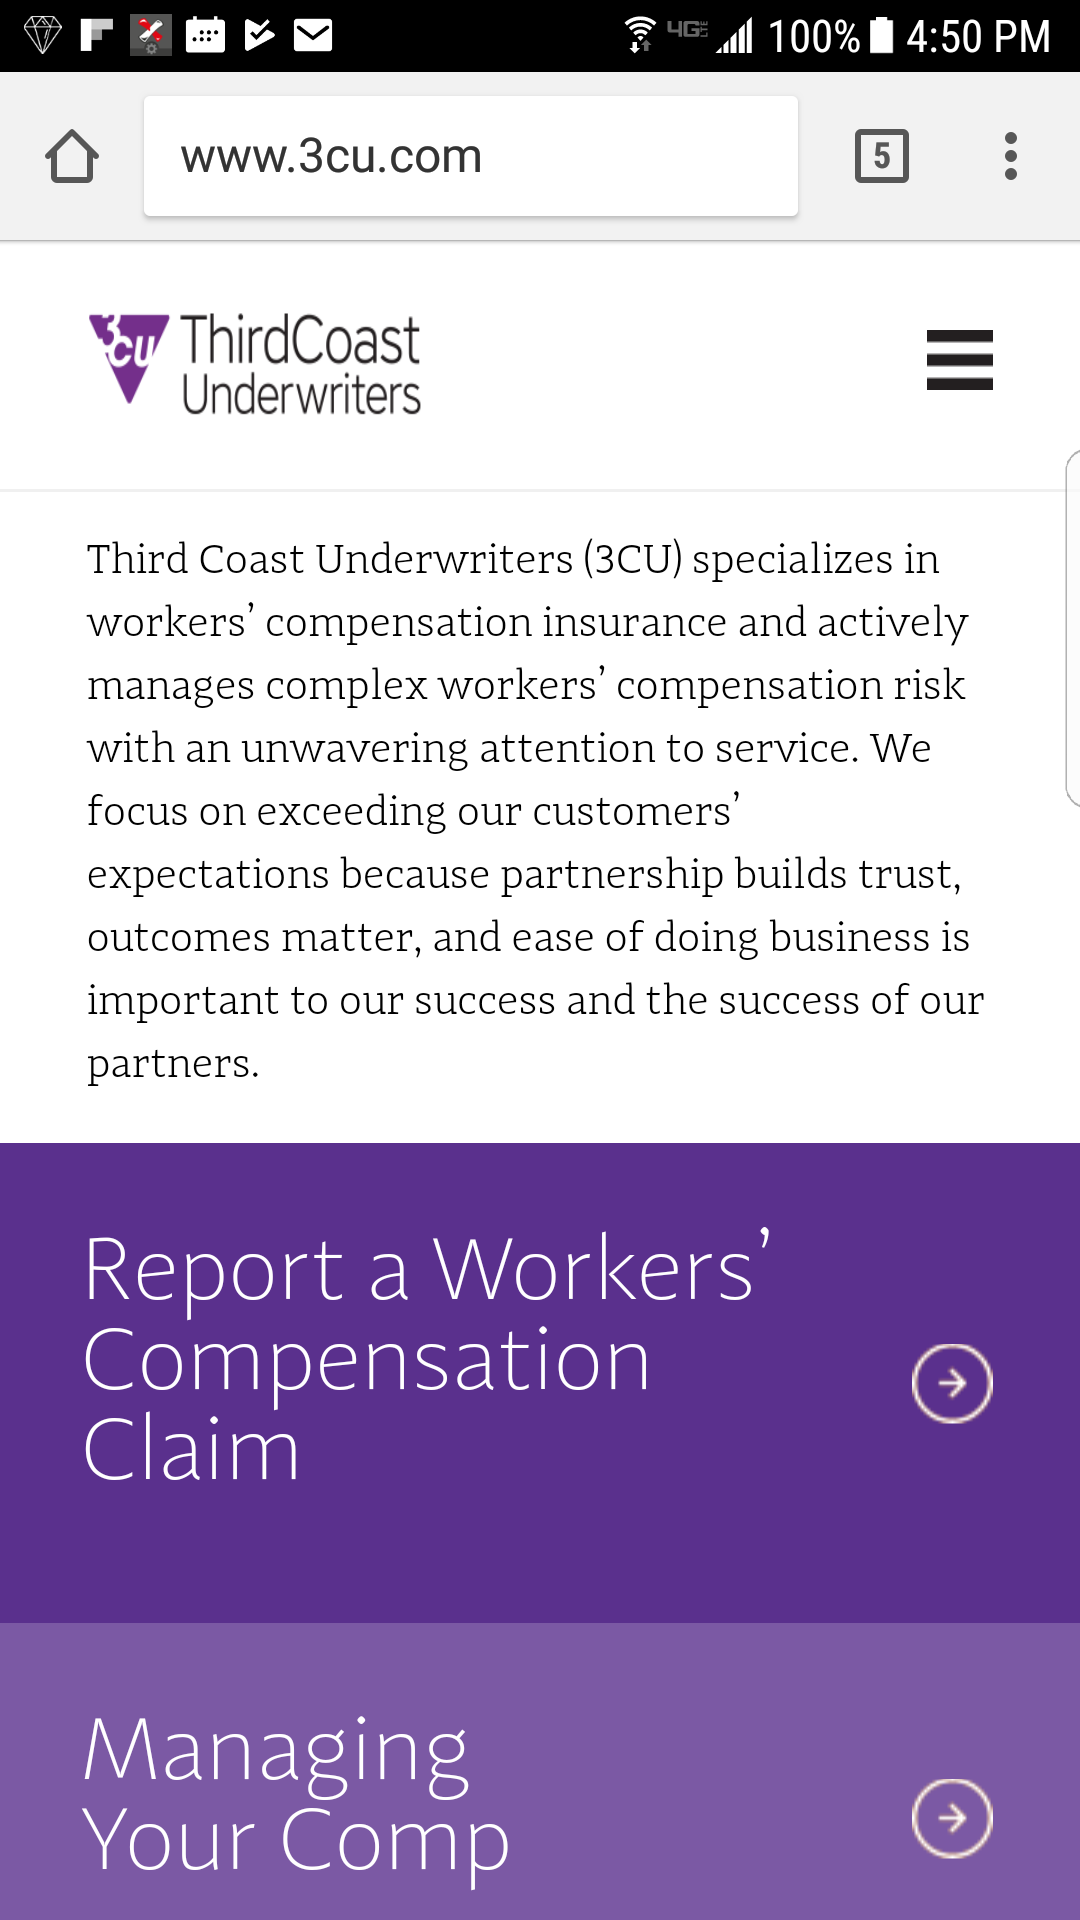 4G LTE 100% 4:50 PM
www.3cu.com
5
3CU
ThirdCoast
Underwriters
Third Coast Underwriters (3CU) specializes in
workers’ compensation insurance and actively
manages complex workers’ compensation risk
with an unwavering attention to service. We
focus on exceeding our customers’
expectations because partnership builds trust,
outcomes matter, and ease of doing business is
important to our success and the success of our
partners.
Report a Workers’
Compensation
Claim
Managing
Your Comp